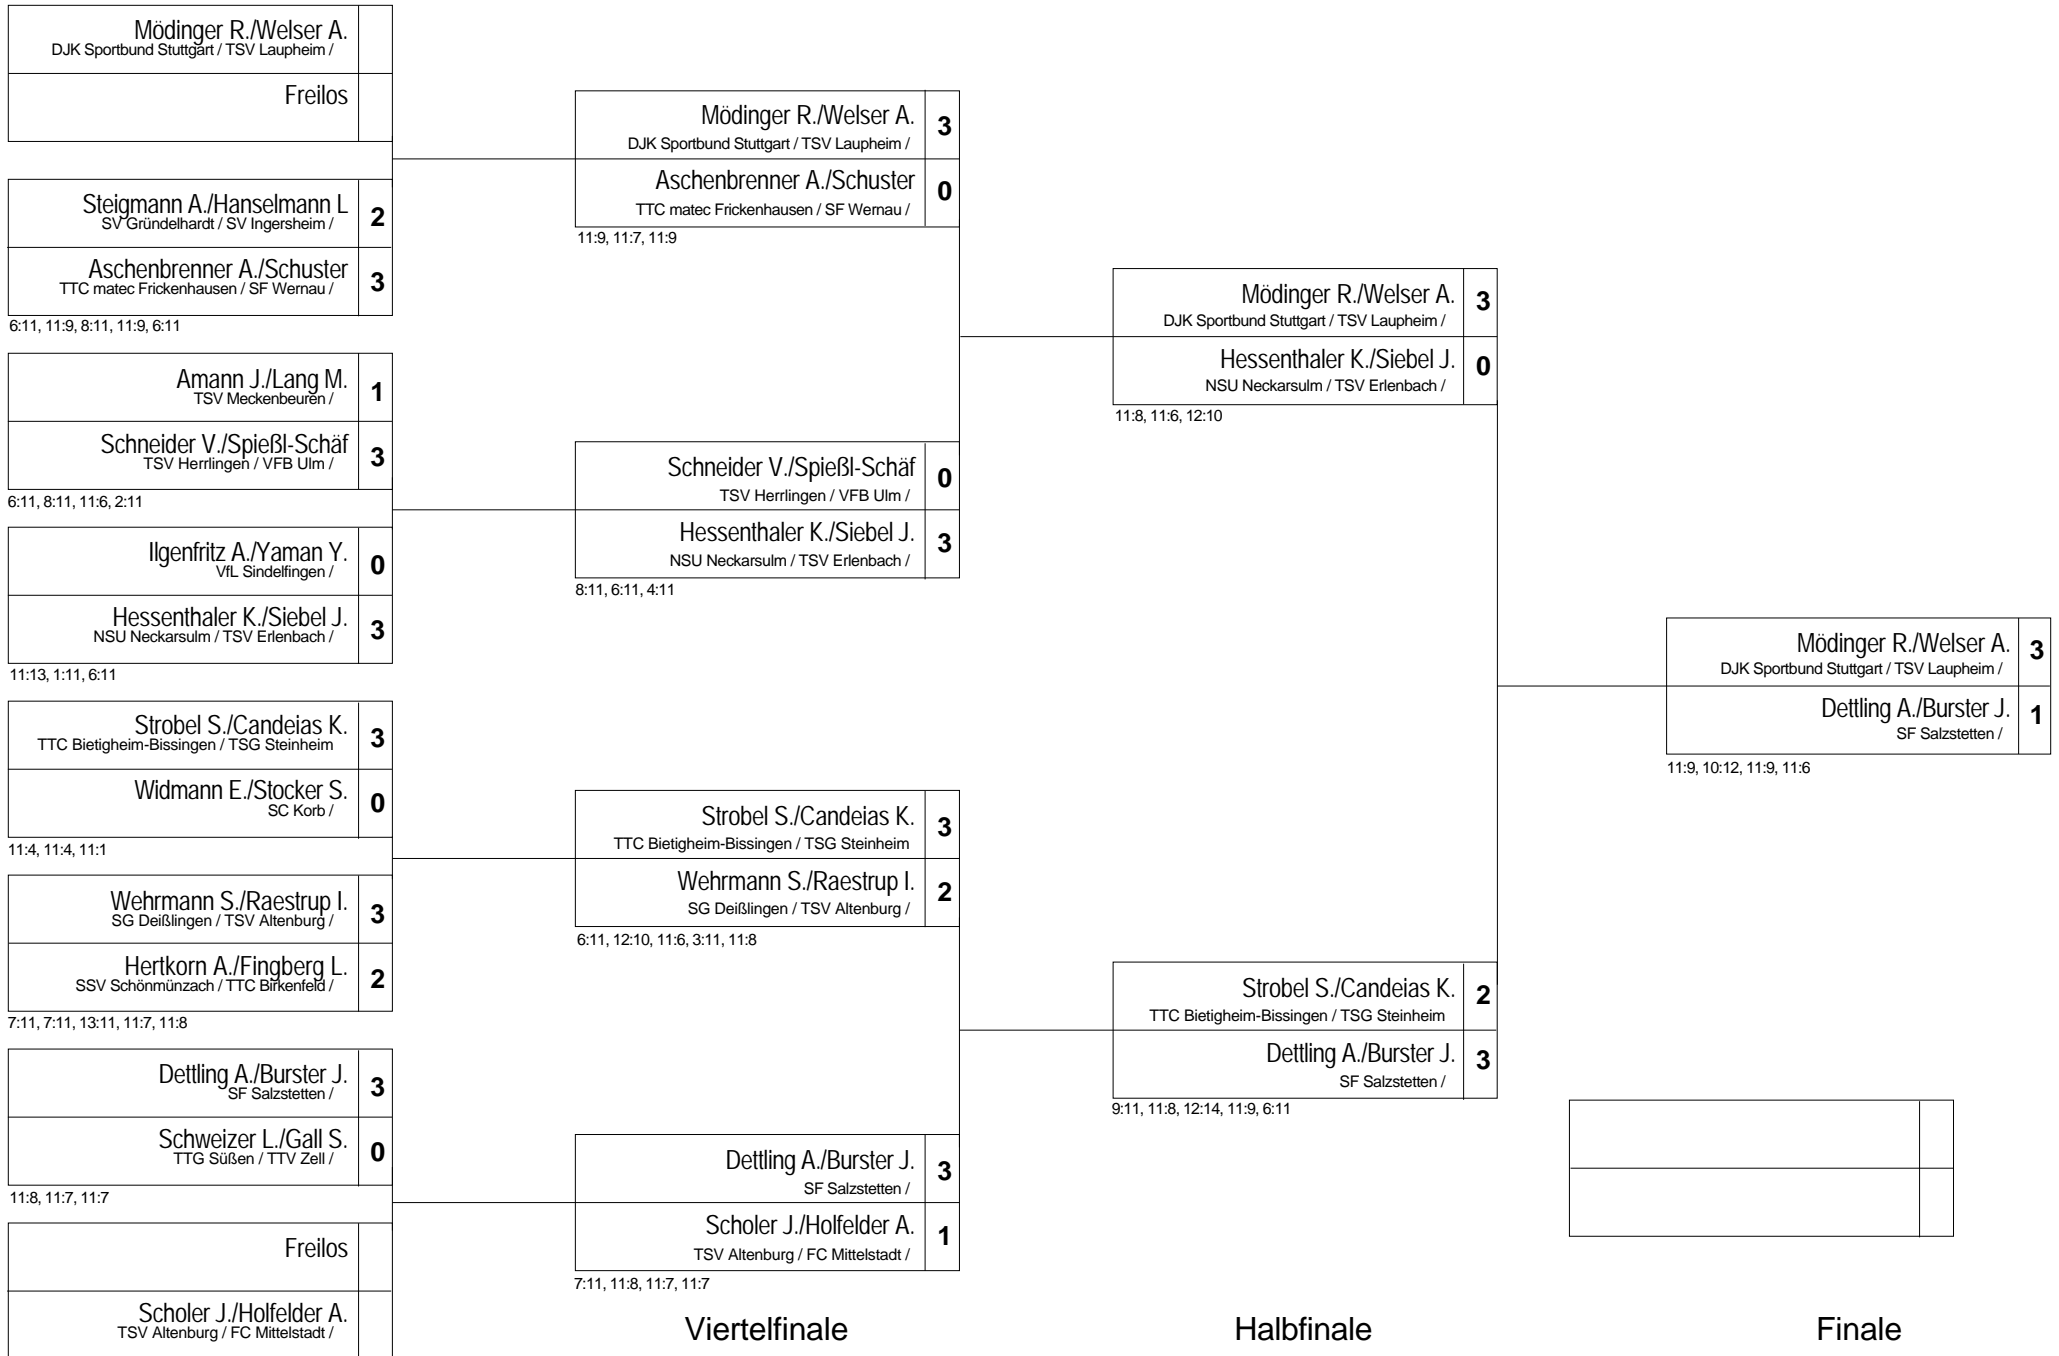 Mödinger R./Welser A.
DJK Sportbund Stuttgart / TSV Laupheim /
Freilos
Steigmann A./Hanselmann L
2
SV Gründelhardt / SV Ingersheim /
Aschenbrenner A./Schuster
3
TTC matec Frickenhausen / SF Wernau /
6:11, 11:9, 8:11, 11:9, 6:11
Amann J./Lang M.
1
TSV Meckenbeuren /
Schneider V./Spießl-Schäf
3
TSV Herrlingen / VFB Ulm /
6:11, 8:11, 11:6, 2:11
Ilgenfritz A./Yaman Y.
0
VfL Sindelfingen /
Hessenthaler K./Siebel J.
3
NSU Neckarsulm / TSV Erlenbach /
11:13, 1:11, 6:11
Strobel S./Candeias K.
3
TTC Bietigheim-Bissingen / TSG Steinheim
Widmann E./Stocker S.
0
SC Korb /
11:4, 11:4, 11:1
Wehrmann S./Raestrup I.
3
SG Deißlingen / TSV Altenburg /
Hertkorn A./Fingberg L.
2
SSV Schönmünzach / TTC Birkenfeld /
7:11, 7:11, 13:11, 11:7, 11:8
Dettling A./Burster J.
3
SF Salzstetten /
Schweizer L./Gall S.
0
TTG Süßen / TTV Zell /
11:8, 11:7, 11:7
Freilos
Scholer J./Holfelder A.
TSV Altenburg / FC Mittelstadt /
Mödinger R./Welser A.
3
DJK Sportbund Stuttgart / TSV Laupheim /
Aschenbrenner A./Schuster
0
TTC matec Frickenhausen / SF Wernau /
11:9, 11:7, 11:9
Schneider V./Spießl-Schäf
0
TSV Herrlingen / VFB Ulm /
Hessenthaler K./Siebel J.
3
NSU Neckarsulm / TSV Erlenbach /
8:11, 6:11, 4:11
Strobel S./Candeias K.
3
TTC Bietigheim-Bissingen / TSG Steinheim
Wehrmann S./Raestrup I.
2
SG Deißlingen / TSV Altenburg /
6:11, 12:10, 11:6, 3:11, 11:8
Dettling A./Burster J.
3
SF Salzstetten /
Scholer J./Holfelder A.
1
TSV Altenburg / FC Mittelstadt /
7:11, 11:8, 11:7, 11:7
Viertelfinale
Mödinger R./Welser A.
3
DJK Sportbund Stuttgart / TSV Laupheim /
Hessenthaler K./Siebel J.
0
NSU Neckarsulm / TSV Erlenbach /
11:8, 11:6, 12:10
Strobel S./Candeias K.
2
TTC Bietigheim-Bissingen / TSG Steinheim
Dettling A./Burster J.
3
SF Salzstetten /
9:11, 11:8, 12:14, 11:9, 6:11
Halbfinale
Mödinger R./Welser A.
3
DJK Sportbund Stuttgart / TSV Laupheim /
Dettling A./Burster J.
1
SF Salzstetten /
11:9, 10:12, 11:9, 11:6
Finale